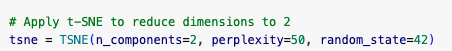 # Apply t-SNE to reduce dimensions to 2
tsne = TSNE(n_components=2, perplexity=50, random_state=42)